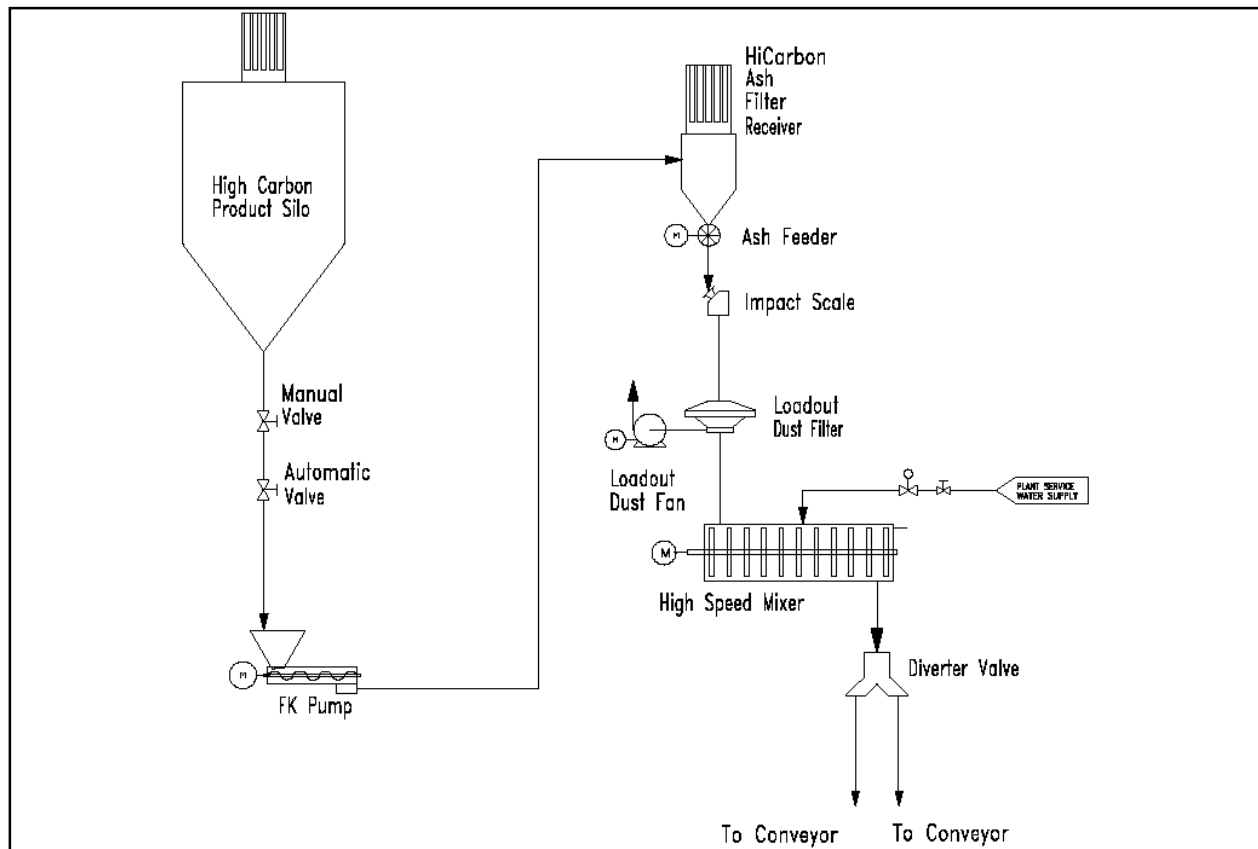 High Carbon
Product Silo
Manual
Valve
Automatic
Valve
M
FK Pump
HiCarbon
Ash
Filter
Receiver
M
Ash Feeder
Impact Scale
Loadout
Dust Filter
M
Loadout
Dust Fan
PLANT SERVICE
WATER SUPPLY
M
High Speed Mixer
Diverter Valve
To Conveyor
To Conveyor